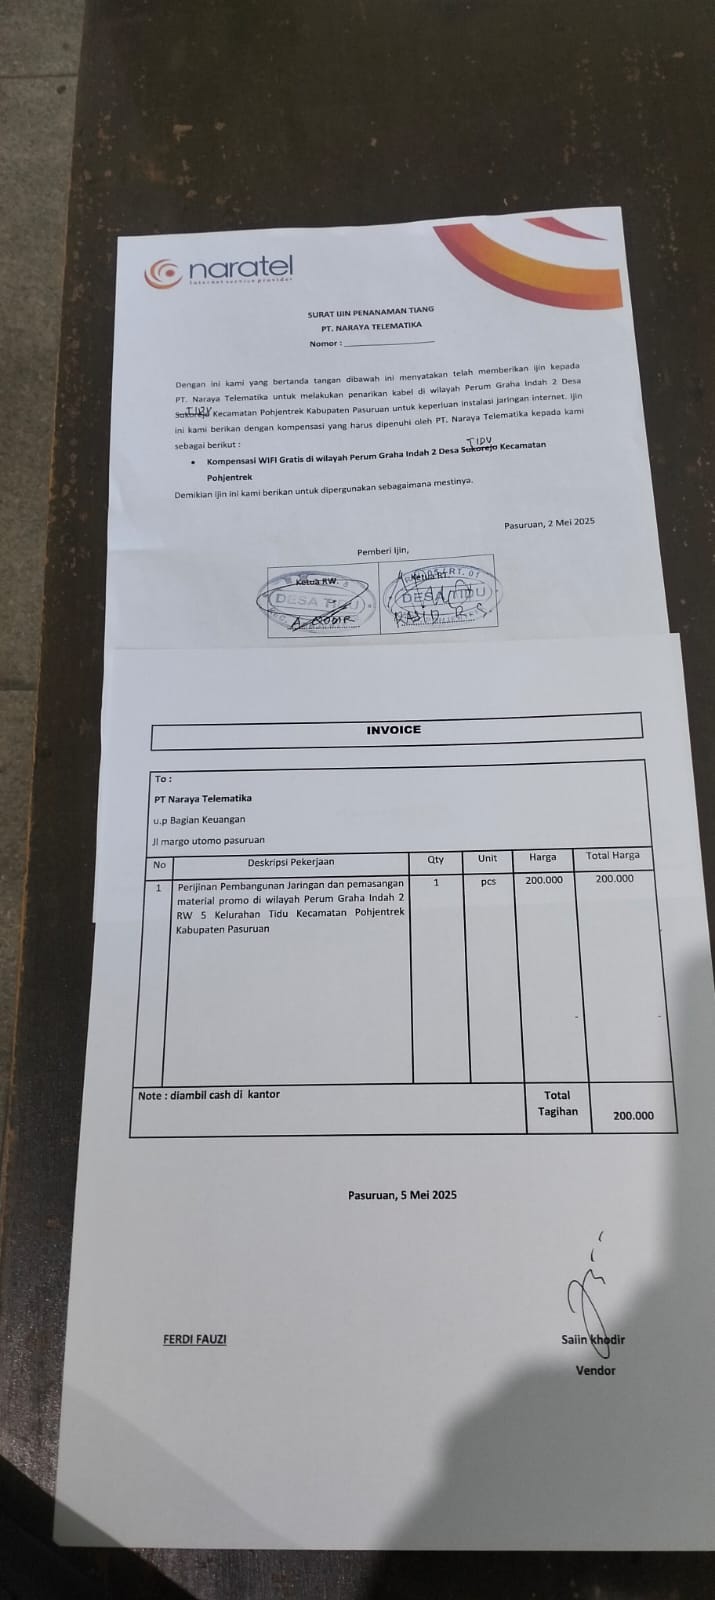 naratel
internet service provider
SURAT IJIN PENANAMAN TIANG
PT. NARAYA TELEMATIKA
Nomor :
Dengan ini kami yang bertanda tangan dibawah ini menyatakan telah memberikan ijin kepada
PT. Naraya Telematika untuk melakukan penarikan kabel di wilayah Perum Graha Indah 2 Desa
TIDU
Sukorejo Kecamatan Pohjentrek Kabupaten Pasuruan untuk keperluan instalasi jaringan internet. Ijin
ini kami berikan dengan kompensasi yang harus dipenuhi oleh PT. Naraya Telematika kepada kami
sebagai berikut :
TIDU
• Kompensasi WIFI Gratis di wilayah Perum Graha Indah 2 Desa Sukorejo Kecamatan
Pohjentrek
Demikian ijin ini kami berikan untuk dipergunakan sebagaimana mestinya.
Pasuruan, 2 Mei 2025
Pemberi Ijin,
Ketua RW. Ketua RT. 01
DESA TIDU DESA TIDU
INVOICE
To :
PT Naraya Telematika
u.p Bagian Keuangan
Jl margo utomo pasuruan
No Deskripsi Pekerjaan Qty Unit Harga Total Harga
1 Perijinan Pembangunan Jaringan dan pemasangan 1 pcs 200.000 200.000
material promo di wilayah Perum Graha Indah 2
RW 5 Kelurahan Tidu Kecamatan Pohjentrek
Kabupaten Pasuruan
- -
Note : diambil cash di kantor Total
Tagihan 200.000
Pasuruan, 5 Mei 2025
FERDI FAUZI Saiin khodir
Vendor